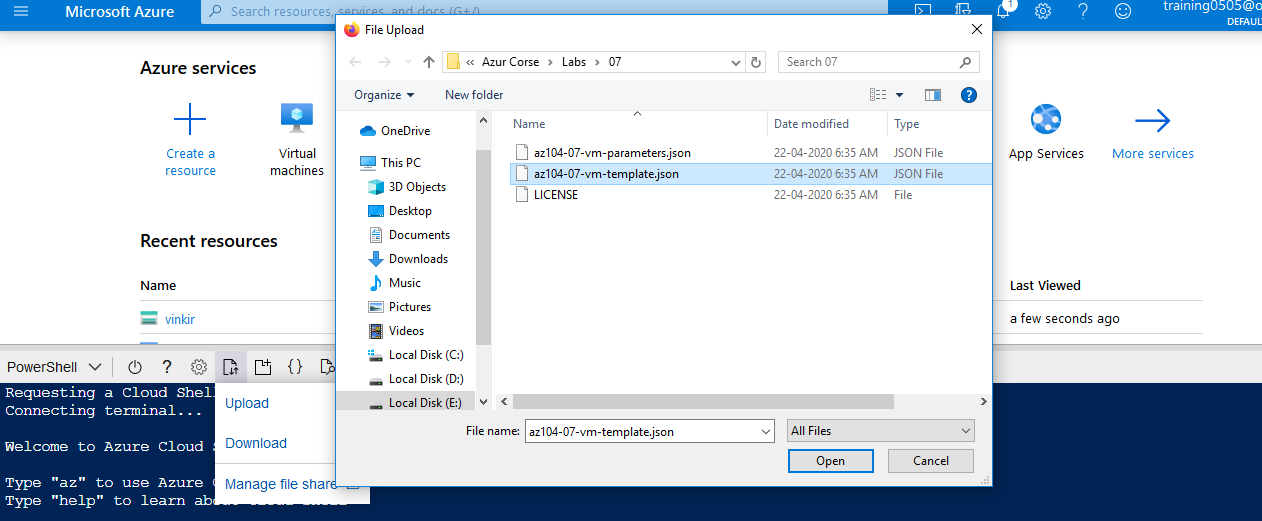 Microsoft Azure
Search resources, services, and docs (G+/)
1
training0505@o
DEFAUL
File Upload
Azur Corse
Labs
07
Search 07
Organize
New folder
Name
Date modified
Type
az104-07-vm-parameters.json
22-04-2020 6:35 AM
JSON File
az104-07-vm-template.json
22-04-2020 6:35 AM
JSON File
LICENSE
22-04-2020 6:35 AM
File
OneDrive
This PC
3D Objects
Desktop
Documents
Downloads
Music
Pictures
Videos
Local Disk (C:)
Local Disk (D:)
Local Disk (E:)
File name:
az104-07-vm-template.json
All Files
Open
Cancel
Azure services
Create a
resource
Virtual
machines
App Services
More services
Recent resources
Name
Last Viewed
vinkir
a few seconds ago
PowerShell
Requesting a Cloud Shell
Connecting terminal...
Welcome to Azure Cloud
Type "az" to use Azure
Type "help" to learn about Cloud Shell
Upload
Download
Manage file share